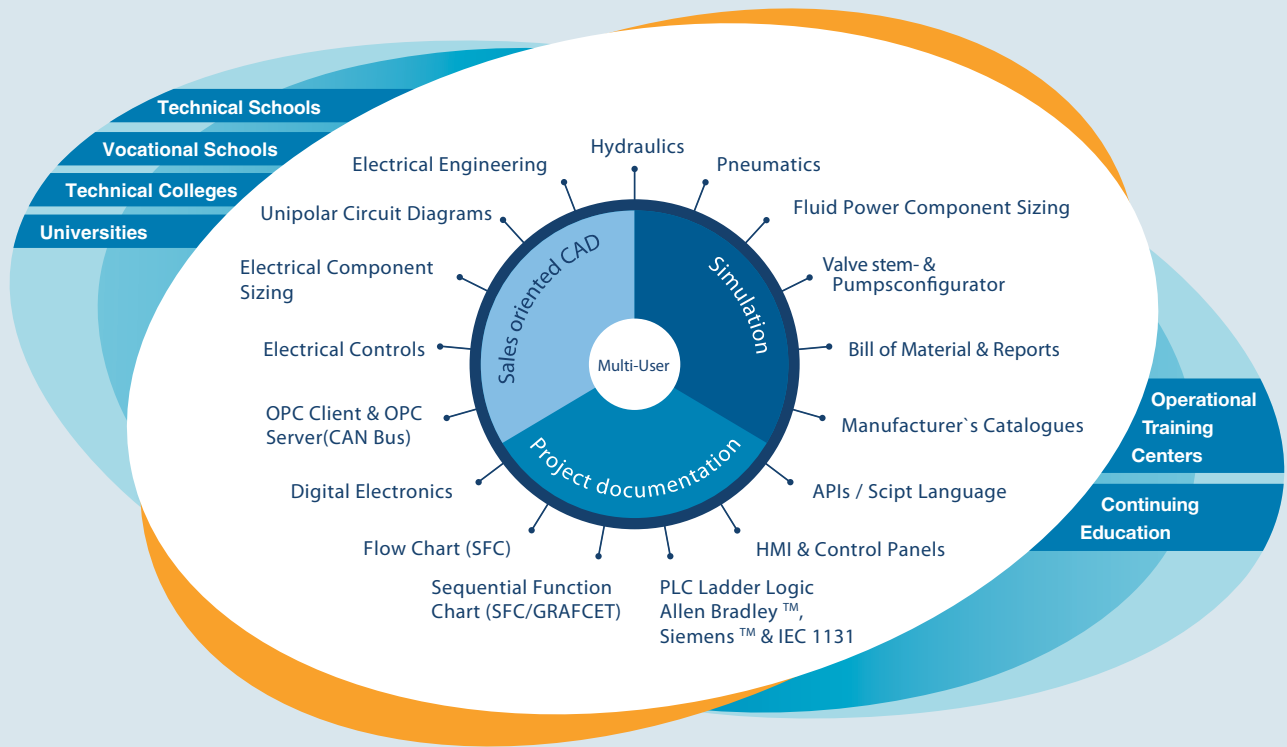 Technical Schools
Vocational Schools
Technical Colleges
Universities
Hydraulics
Pneumatics
Fluid Power Component Sizing
Valve stem- &
Pumpsconfigurator
Bill of Material & Reports
Manufacturer`s Catalogues
APIs / Scipt Language
HMI & Control Panels
PLC Ladder Logic
Allen Bradley ™,
Siemens ™ & IEC 1131
Sequential Function
Chart (SFC/GRAFCET)
Flow Chart (SFC)
Digital Electronics
OPC Client & OPC
Server(CAN Bus)
Electrical Controls
Electrical Component
Sizing
Unipolar Circuit Diagrams
Electrical Engineering
Sales oriented CAD
Simulation
Project documentation
Multi-User
Operational
Training
Centers
Continuing
Education